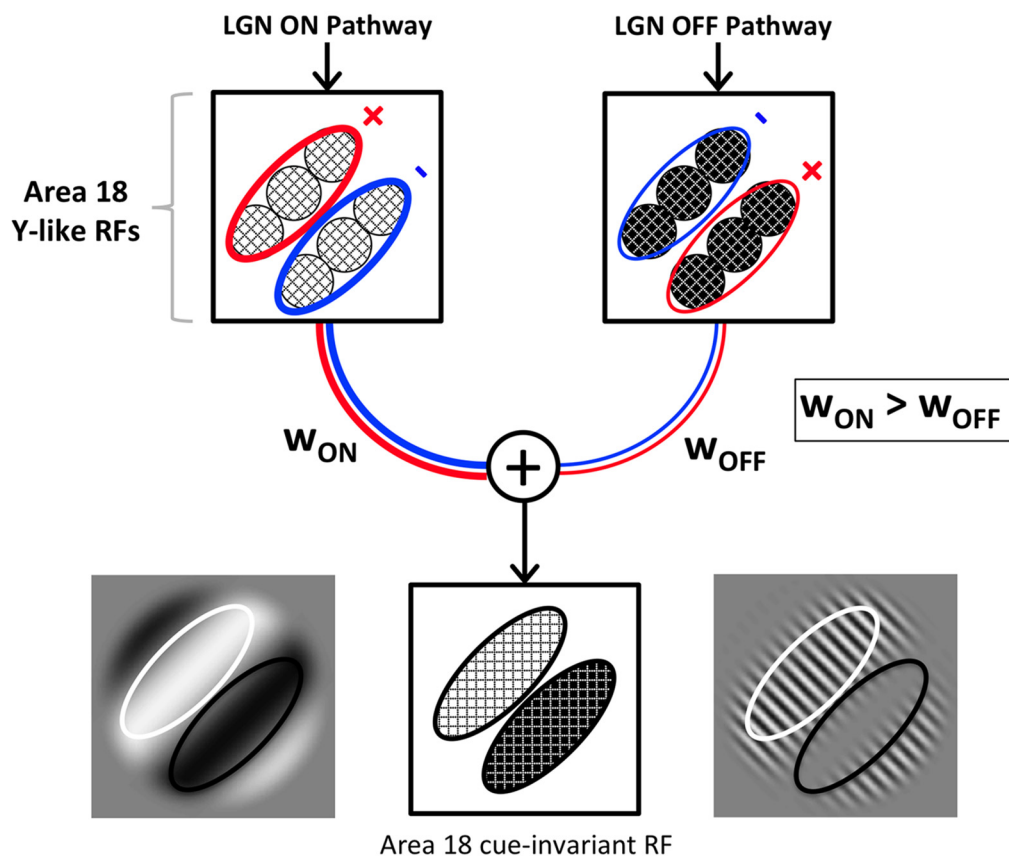 LGN ON Pathway
LGN OFF Pathway
+
-
-
+
Area 18
Y-like RFs
wON > wOFF
wON
wOFF
+
Area 18 cue-invariant RF